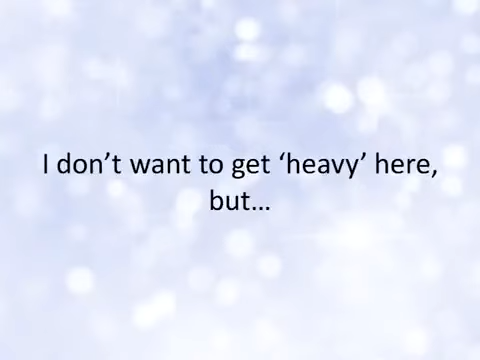 I don’t want to get ‘heavy’ here,
but…